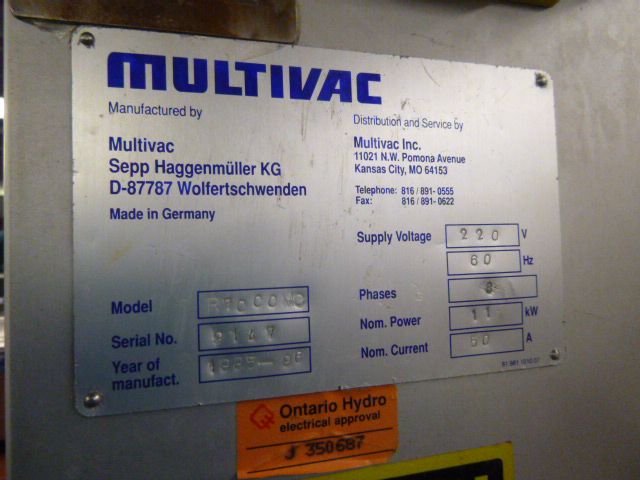 MULTIVAC
Manufactured by
Multivac
Sepp Haggenmüller KG
D-87787 Wolfertschwenden
Made in Germany
Distribution and Service by
Multivac Inc.
11021 N.W. Pomona Avenue
Kansas City, MO 64153
Telephone: 816 / 891- 0555
Fax: 816 / 891- 0622
Supply Voltage 220 V
60 Hz
Phases
Nom. Power 11 kW
Nom. Current A
Model
Serial No.
Year of
manufact.
Ontario Hydro
electrical approval
J 350687